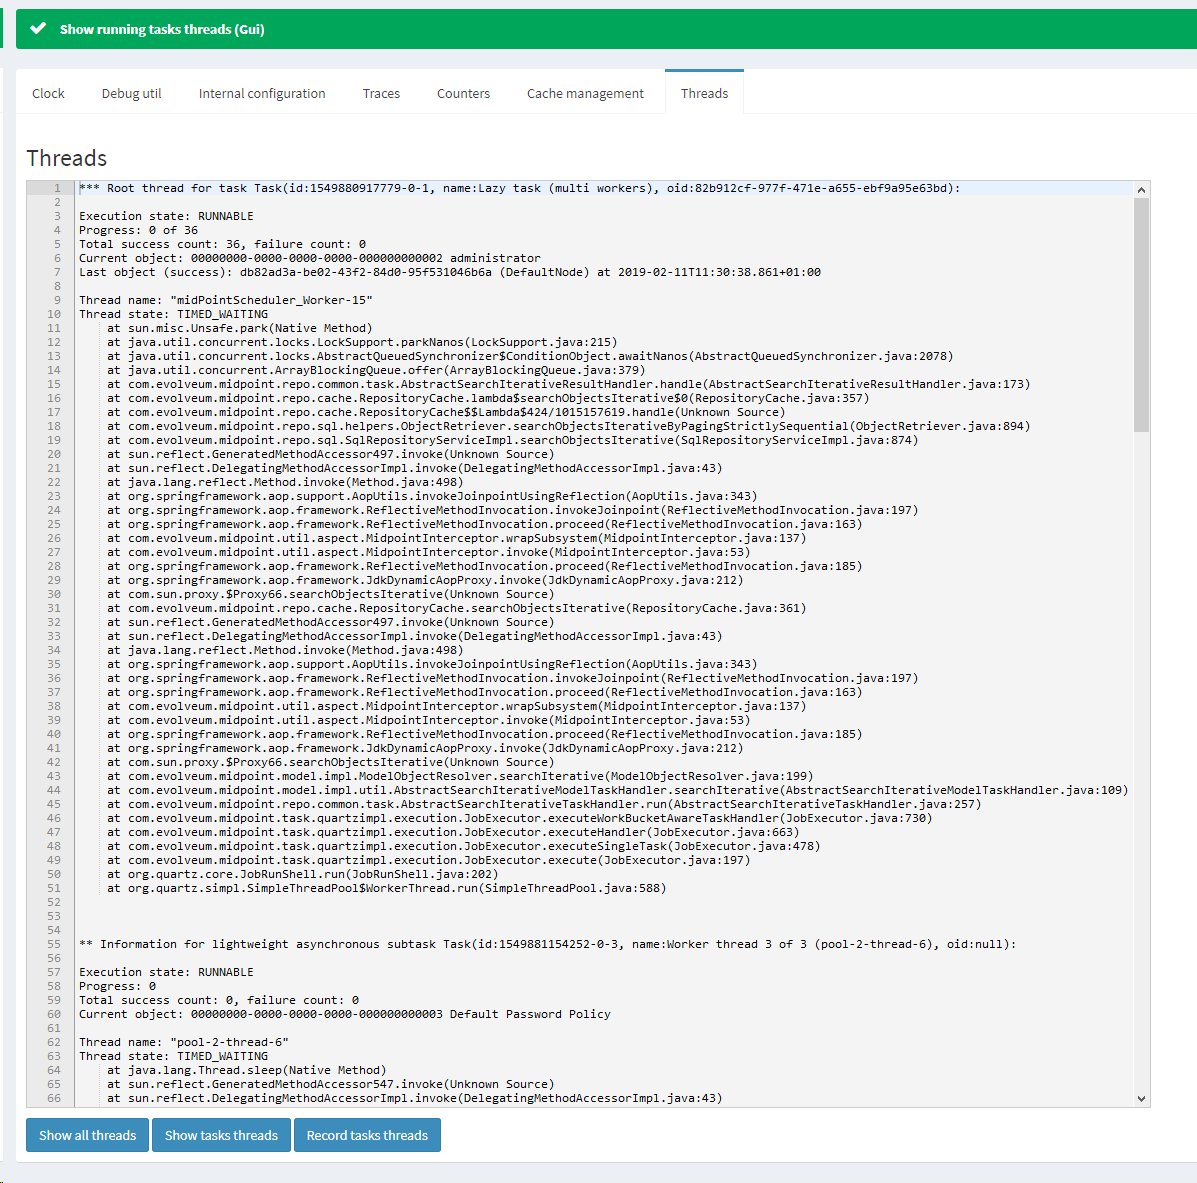 Show running tasks threads (Gui)
Clock Debug util Internal configuration Traces Counters Cache management Threads
Threads
1 *** Root thread for task Task(id:1549880917779-0-1, name:Lazy task (multi workers), oid:82b912cf-977f-471e-a655-ebf9a95e63bd):
2
3 Execution state: RUNNABLE
4 Progress: 0 of 36
5 Total success count: 36, failure count: 0
6 Current object: 00000000-0000-0000-0000-000000000002 administrator
7 Last object (success): db82ad3a-be02-43f2-84d0-95f531046b6a (DefaultNode) at 2019-02-11T11:30:38.861+01:00
8
9 Thread name: "midPointScheduler_Worker-15"
10 Thread state: TIMED_WAITING
11 at sun.misc.Unsafe.park(Native Method)
12 at java.util.concurrent.locks.LockSupport.parkNanos(LockSupport.java:215)
13 at java.util.concurrent.locks.AbstractQueuedSynchronizer$ConditionObject.awaitNanos(AbstractQueuedSynchronizer.java:2078)
14 at java.util.concurrent.ArrayBlockingQueue.offer(ArrayBlockingQueue.java:379)
15 at com.evolveum.midpoint.repo.common.task.AbstractSearchIterativeResultHandler.handle(AbstractSearchIterativeResultHandler.java:173)
16 at com.evolveum.midpoint.repo.cache.RepositoryCache.lambda$searchObjectsIterative$0(RepositoryCache.java:357)
17 at com.evolveum.midpoint.repo.cache.RepositoryCache$$Lambda$424/1015157619.handle(Unknown Source)
18 at com.evolveum.midpoint.repo.sql.helpers.ObjectRetriever.searchObjectsIterativeByPagingStrictlySequential(ObjectRetriever.java:894)
19 at com.evolveum.midpoint.repo.sql.SqlRepositoryServiceImpl.searchObjectsIterative(SqlRepositoryServiceImpl.java:874)
20 at sun.reflect.GeneratedMethodAccessor497.invoke(Unknown Source)
21 at sun.reflect.DelegatingMethodAccessorImpl.invoke(DelegatingMethodAccessorImpl.java:43)
22 at java.lang.reflect.Method.invoke(Method.java:498)
23 at org.springframework.aop.support.AopUtils.invokeJoinpointUsingReflection(AopUtils.java:343)
24 at org.springframework.aop.framework.ReflectiveMethodInvocation.invokeJoinpoint(ReflectiveMethodInvocation.java:197)
25 at org.springframework.aop.framework.ReflectiveMethodInvocation.proceed(ReflectiveMethodInvocation.java:163)
26 at com.evolveum.midpoint.util.aspect.MidpointInterceptor.wrapSubsystem(MidpointInterceptor.java:137)
27 at com.evolveum.midpoint.util.aspect.MidpointInterceptor.invoke(MidpointInterceptor.java:53)
28 at org.springframework.aop.framework.ReflectiveMethodInvocation.proceed(ReflectiveMethodInvocation.java:185)
29 at org.springframework.aop.framework.JdkDynamicAopProxy.invoke(JdkDynamicAopProxy.java:212)
30 at com.sun.proxy.$Proxy66.searchObjectsIterative(Unknown Source)
31 at com.evolveum.midpoint.repo.cache.RepositoryCache.searchObjectsIterative(RepositoryCache.java:361)
32 at sun.reflect.GeneratedMethodAccessor497.invoke(Unknown Source)
33 at sun.reflect.DelegatingMethodAccessorImpl.invoke(DelegatingMethodAccessorImpl.java:43)
34 at java.lang.reflect.Method.invoke(Method.java:498)
35 at org.springframework.aop.support.AopUtils.invokeJoinpointUsingReflection(AopUtils.java:343)
36 at org.springframework.aop.framework.ReflectiveMethodInvocation.invokeJoinpoint(ReflectiveMethodInvocation.java:197)
37 at org.springframework.aop.framework.ReflectiveMethodInvocation.proceed(ReflectiveMethodInvocation.java:163)
38 at com.evolveum.midpoint.util.aspect.MidpointInterceptor.wrapSubsystem(MidpointInterceptor.java:137)
39 at com.evolveum.midpoint.util.aspect.MidpointInterceptor.invoke(MidpointInterceptor.java:53)
40 at org.springframework.aop.framework.ReflectiveMethodInvocation.proceed(ReflectiveMethodInvocation.java:185)
41 at org.springframework.aop.framework.JdkDynamicAopProxy.invoke(JdkDynamicAopProxy.java:212)
42 at com.sun.proxy.$Proxy66.searchObjectsIterative(Unknown Source)
43 at com.evolveum.midpoint.model.impl.ModelObjectResolver.searchIterative(ModelObjectResolver.java:199)
44 at com.evolveum.midpoint.model.impl.util.AbstractSearchIterativeModelTaskHandler.searchIterative(AbstractSearchIterativeModelTaskHandler.java:109)
45 at com.evolveum.midpoint.repo.common.task.AbstractSearchIterativeTaskHandler.run(AbstractSearchIterativeTaskHandler.java:257)
46 at com.evolveum.midpoint.task.quartzimpl.execution.JobExecutor.executeWorkBucketAwareTaskHandler(JobExecutor.java:730)
47 at com.evolveum.midpoint.task.quartzimpl.execution.JobExecutor.executeHandler(JobExecutor.java:663)
48 at com.evolveum.midpoint.task.quartzimpl.execution.JobExecutor.executeSingleTask(JobExecutor.java:478)
49 at com.evolveum.midpoint.task.quartzimpl.execution.JobExecutor.execute(JobExecutor.java:197)
50 at org.quartz.core.JobRunShell.run(JobRunShell.java:202)
51 at org.quartz.simpl.SimpleThreadPool$WorkerThread.run(SimpleThreadPool.java:588)
52
53
54
55 ** Information for lightweight asynchronous subtask Task(id:1549881154252-0-3, name:Worker thread 3 of 3 (pool-2-thread-6), oid:null):
56
57 Execution state: RUNNABLE
58 Progress: 0
59 Total success count: 0, failure count: 0
60 Current object: 00000000-0000-0000-0000-000000000003 Default Password Policy
61
62 Thread name: "pool-2-thread-6"
63 Thread state: TIMED_WAITING
64 at java.lang.Thread.sleep(Native Method)
65 at sun.reflect.GeneratedMethodAccessor547.invoke(Unknown Source)
66 at sun.reflect.DelegatingMethodAccessorImpl.invoke(DelegatingMethodAccessorImpl.java:43)
Show all threads Show tasks threads Record tasks threads